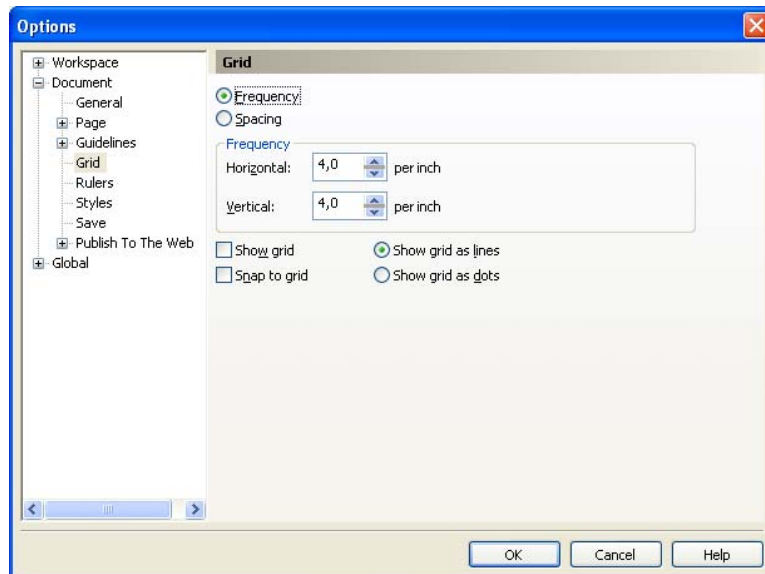 Options
Workspace
Document
General
Page
Guidelines
Grid
Rulers
Styles
Save
Publish To The Web
Global
Grid
Frequency
Spacing
Frequency
Horizontal: 4,0 per inch
Vertical: 4,0 per inch
Show grid Show grid as lines
Snap to grid Show grid as dots
OK Cancel Help